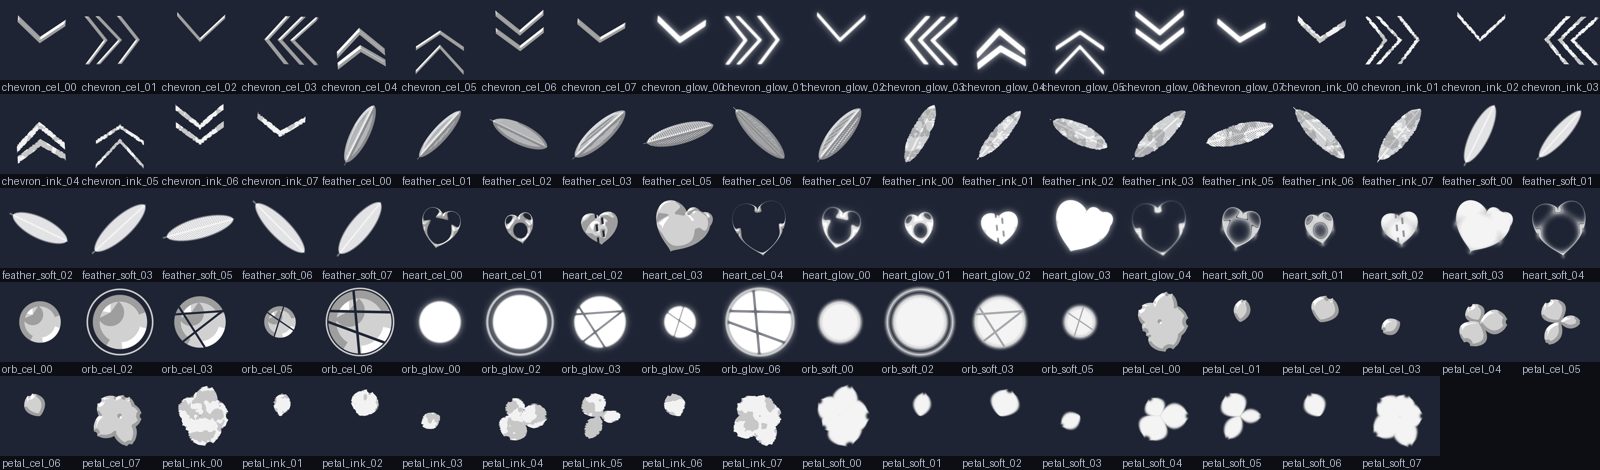 chevron_cel_00 chevron_cel_01 chevron_cel_02 chevron_cel_03 chevron_cel_04 chevron_cel_05 chevron_cel_06 chevron_cel_07 chevron_glow_00 chevron_glow_01 chevron_glow_02 chevron_glow_03 chevron_glow_04 chevron_glow_05 chevron_glow_06 chevron_glow_07 chevron_ink_00 chevron_ink_01 chevron_ink_02 chevron_ink_03
chevron_ink_04 chevron_ink_05 chevron_ink_06 chevron_ink_07 feather_cel_00 feather_cel_01 feather_cel_02 feather_cel_03 feather_cel_05 feather_cel_06 feather_cel_07 feather_ink_00 feather_ink_01 feather_ink_02 feather_ink_03 feather_ink_05 feather_ink_06 feather_ink_07 feather_soft_00 feather_soft_01
feather_soft_02 feather_soft_03 feather_soft_05 feather_soft_06 feather_soft_07 heart_cel_00 heart_cel_01 heart_cel_02 heart_cel_03 heart_cel_04 heart_glow_00 heart_glow_01 heart_glow_02 heart_glow_03 heart_glow_04 heart_soft_00 heart_soft_01 heart_soft_02 heart_soft_03 heart_soft_04
orb_cel_00 orb_cel_02 orb_cel_03 orb_cel_05 orb_cel_06 orb_glow_00 orb_glow_02 orb_glow_03 orb_glow_05 orb_glow_06 orb_soft_00 orb_soft_02 orb_soft_03 orb_soft_05 petal_cel_00 petal_cel_01 petal_cel_02 petal_cel_03 petal_cel_04 petal_cel_05
petal_cel_06 petal_cel_07 petal_ink_00 petal_ink_01 petal_ink_02 petal_ink_03 petal_ink_04 petal_ink_05 petal_ink_06 petal_ink_07 petal_soft_00 petal_soft_01 petal_soft_02 petal_soft_03 petal_soft_04 petal_soft_05 petal_soft_06 petal_soft_07